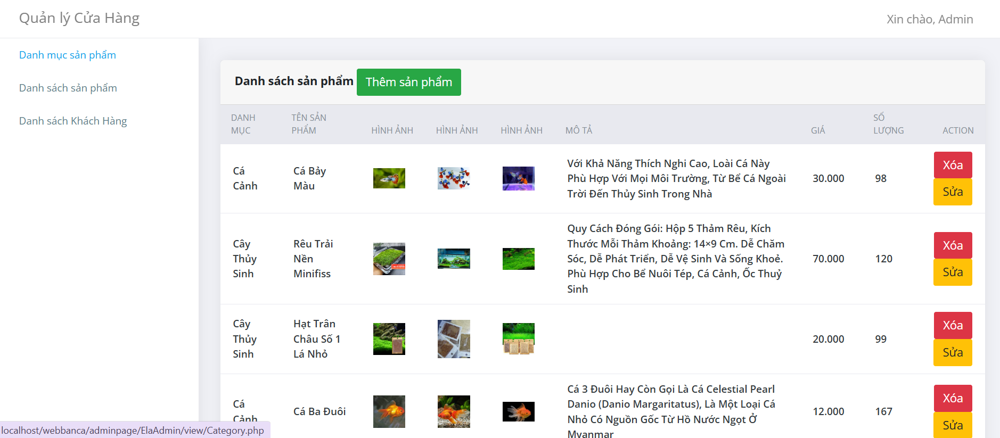 Quản lý Cửa Hàng
Xin chào, Admin
Danh mục sản phẩm
Danh sách sản phẩm
Danh sách Khách Hàng
Danh sách sản phẩm Thêm sản phẩm
DANH
MỤC
TÊN SẢN
PHẨM
HÌNH ẢNH
HÌNH ẢNH
HÌNH ẢNH
MÔ TẢ
GIÁ
SỐ
LƯỢNG
ACTION
Cá
Cảnh
Cá Bảy
Màu
Với Khả Năng Thích Nghi Cao, Loài Cá Này
Phù Hợp Với Mọi Môi Trường, Từ Bể Cá Ngoài
Trời Đến Thủy Sinh Trong Nhà
30.000
98
Xóa
Sửa
Cây
Thủy
Sinh
Rêu Trải
Nền
Minifiss
Quy Cách Đóng Gói: Hộp 5 Thảm Rêu, Kích
Thước Mỗi Thảm Khoảng: 14×9 Cm. Dễ Chăm
Sóc, Dễ Phát Triển, Dễ Vệ Sinh Và Sống Khoẻ.
Phù Hợp Cho Bể Nuôi Tép, Cá Cảnh, Ốc Thuỷ
Sinh
70.000
120
Xóa
Sửa
Cây
Thủy
Sinh
Hạt Trân
Châu Số 1
Lá Nhỏ
20.000
99
Xóa
Sửa
Cá
Cảnh
Cá Ba Đuôi
Cá 3 Đuôi Hay Còn Gọi Là Cá Celestial Pearl
Danio (Danio Margaritatus), Là Một Loại Cá
Nhỏ Có Nguồn Gốc Từ Hồ Nước Ngọt Ở
Myanmar
12.000
167
Xóa
Sửa
localhost/webbanca/adminpage/ElaAdmin/view/Category.php